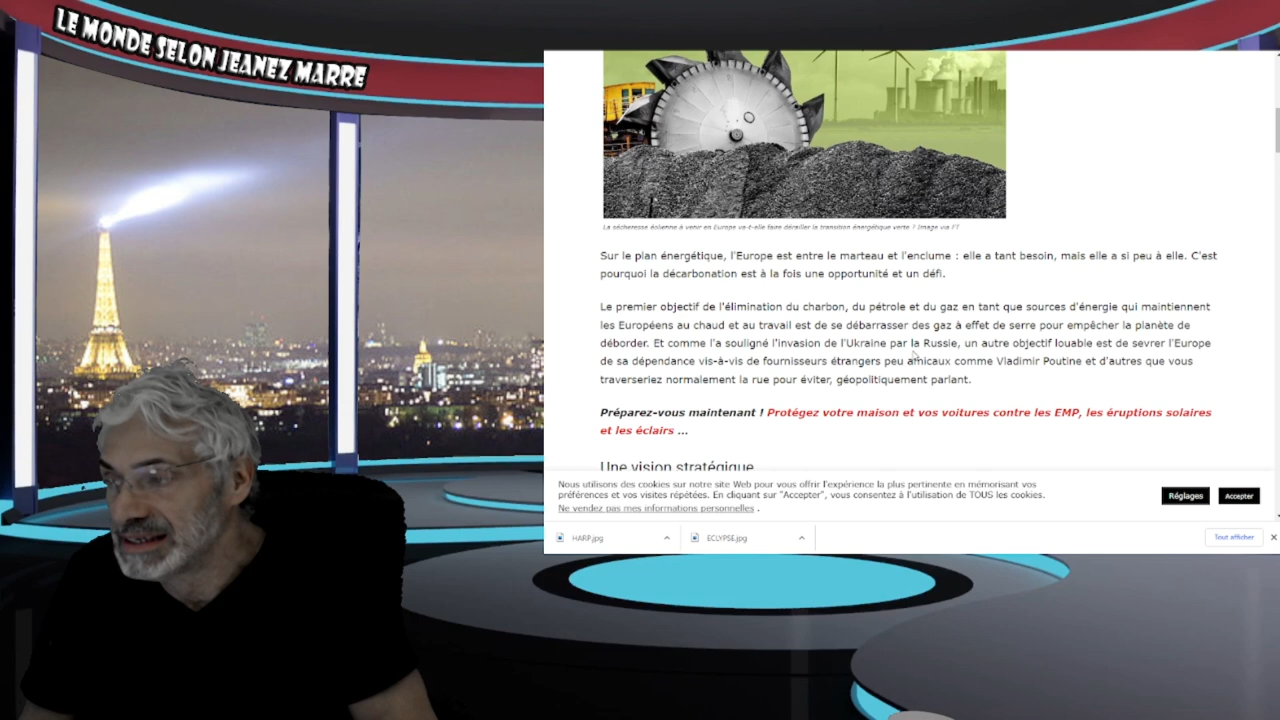 LE MONDE SELON JEANEZ MARRE
La sécheresse éolienne à venir en Europe va-t-elle faire dérailler la transition énergétique verte ? Image via FT
Sur le plan énergétique, l'Europe est entre le marteau et l'enclume : elle a tant besoin, mais elle a si peu à elle. C'est
pourquoi la décarbonation est à la fois une opportunité et un défi.
Le premier objectif de l'élimination du charbon, du pétrole et du gaz en tant que sources d'énergie qui maintiennent
les Européens au chaud et au travail est de se débarrasser des gaz à effet de serre pour empêcher la planète de
déborder. Et comme l'a souligné l'invasion de l'Ukraine par la Russie, un autre objectif louable est de sevrer l'Europe
de sa dépendance vis-à-vis de fournisseurs étrangers peu amicaux comme Vladimir Poutine et d'autres que vous
traverseriez normalement la rue pour éviter, géopolitiquement parlant.
Préparez-vous maintenant ! Protégez votre maison et vos voitures contre les EMP, les éruptions solaires
et les éclairs ...
Une vision stratégique
Nous utilisons des cookies sur notre site Web pour vous offrir l'expérience la plus pertinente en mémorisant vos
préférences et vos visites répétées. En cliquant sur "Accepter", vous consentez à l'utilisation de TOUS les cookies.
Ne vendez pas mes informations personnelles .
Réglages
Accepter
HARP.jpg
ECLYPSE.jpg
Tout afficher